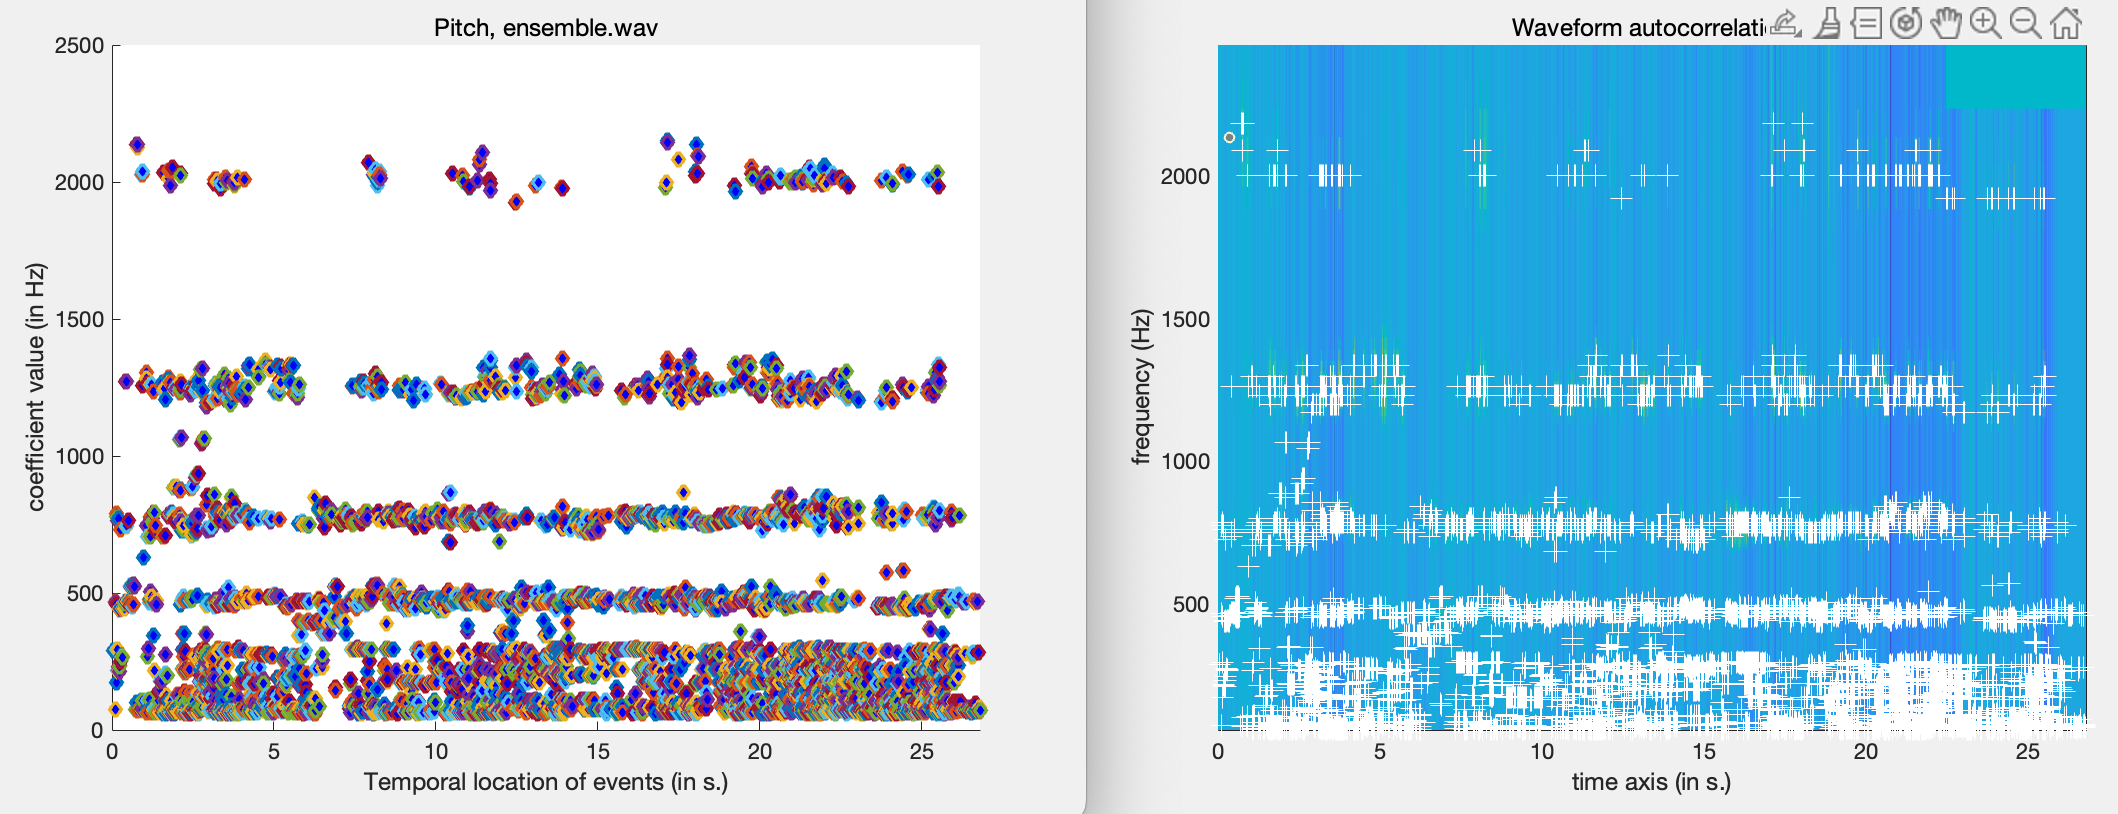 Pitch, ensemble.wav
2500
2000
1500
1000
500
0
coefficient value (in Hz)
0 5 10 15 20 25
Temporal location of events (in s.)
Waveform autocorrelati
2000
1500
1000
500
frequency (Hz)
0 5 10 15 20 25
time axis (in s.)